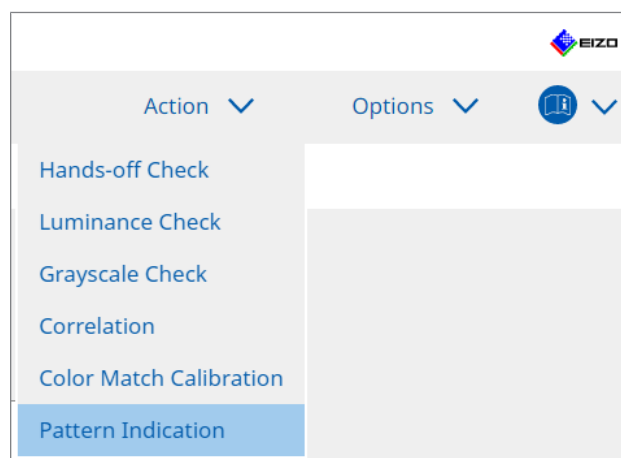 EIZO
Action Options
Hands-off Check
Luminance Check
Grayscale Check
Correlation
Color Match Calibration
Pattern Indication